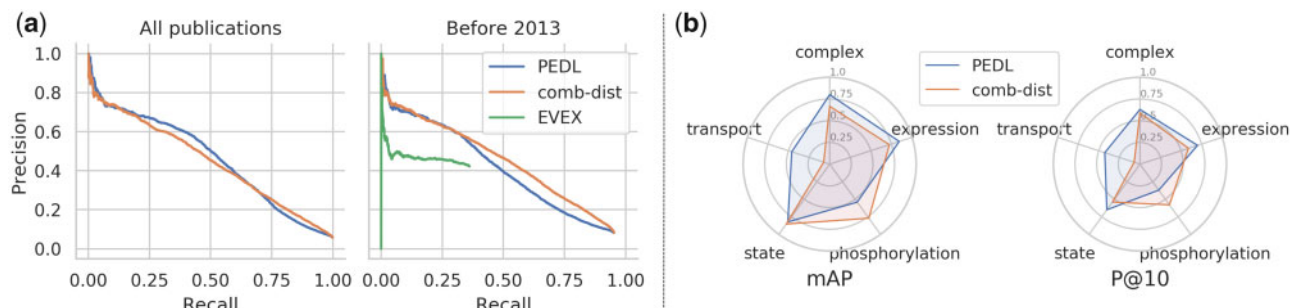 (a)
All publications
Before 2013
Precision
1.0
0.8
0.6
0.4
0.2
0.0
0.00 0.25 0.50 0.75 1.00
Recall
PEDL
comb-dist
EVEX
0.00 0.25 0.50 0.75 1.00
Recall
(b)
PEDL
comb-dist
complex
1.0
0.75
0.5
0.25
transport
expression
state
phosphorylation
mAP
complex
1.0
0.75
0.5
0.25
transport
expression
state
phosphorylation
P@10